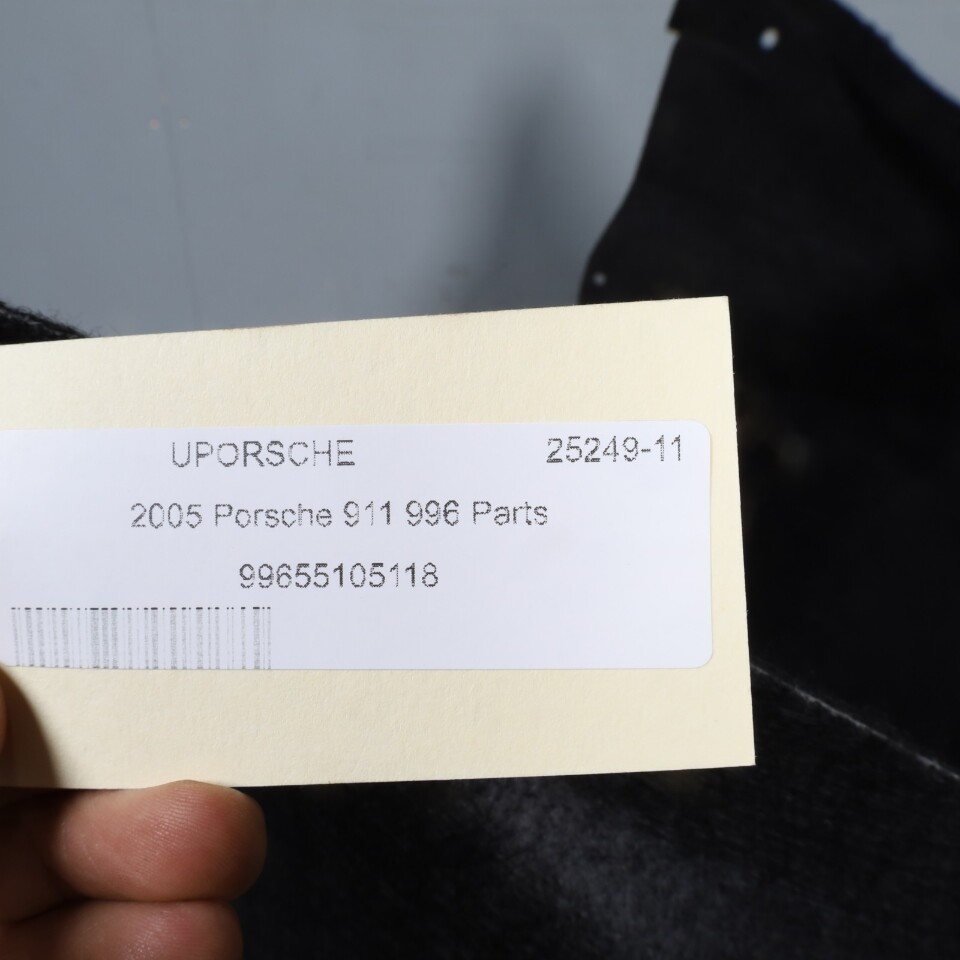 UPORSCHE 25249-11
2005 Porsche 911 996 Parts
99655105118